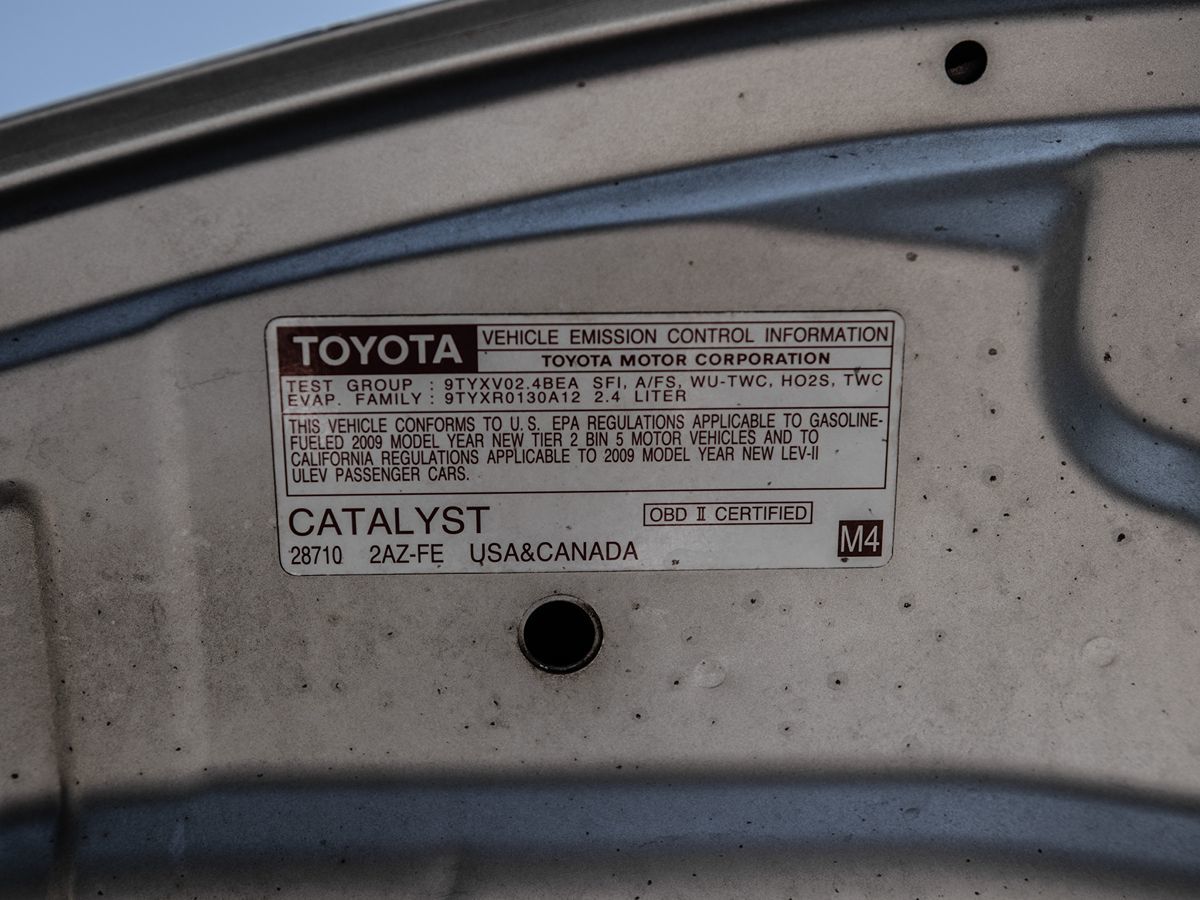 TOYOTA VEHICLE EMISSION CONTROL INFORMATION
TOYOTA MOTOR CORPORATION
TEST GROUP : 9TYXV02.4BEA SFI, A/FS, WU-TWC, HO2S, TWC
EVAP. FAMILY : 9TYXR0130A12 2.4 LITER
THIS VEHICLE CONFORMS TO U.S. EPA REGULATIONS APPLICABLE TO GASOLINE-
FUELED 2009 MODEL YEAR NEW TIER 2 BIN 5 MOTOR VEHICLES AND TO
CALIFORNIA REGULATIONS APPLICABLE TO 2009 MODEL YEAR NEW LEV-II
ULEV PASSENGER CARS.
CATALYST OBD II CERTIFIED
28710 2AZ-FE USA&CANADA M4